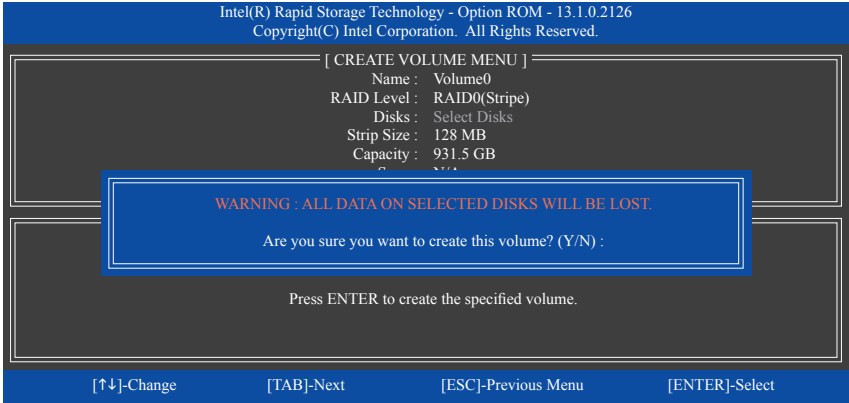 Intel(R) Rapid Storage Technology - Option ROM - 13.1.0.2126
Copyright(C) Intel Corporation. All Rights Reserved.
[ CREATE VOLUME MENU ]
Name : Volume0
RAID Level : RAID0(Stripe)
Disks : Select Disks
Strip Size : 128 MB
Capacity : 931.5 GB
WARNING : ALL DATA ON SELECTED DISKS WILL BE LOST.
Are you sure you want to create this volume? (Y/N) :
Press ENTER to create the specified volume.
[↑↓]-Change [TAB]-Next [ESC]-Previous Menu [ENTER]-Select